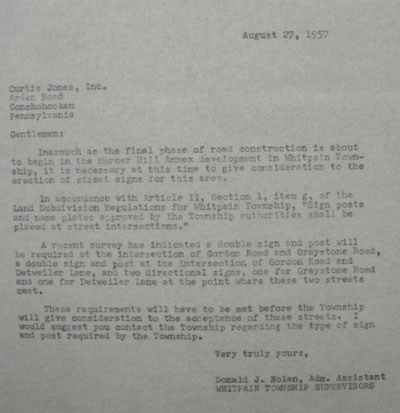 August 27, 1957
Curtis Jones, Inc.
Arlen Road
Conshohocken
Pennsylvania
Gentlemen:
Inasmuch as the final phase of road construction is about
to begin in the Mercer Hill Annex development in Whitpain Town-
ship, it is necessary at this time to give consideration to the
erection of street signs for this area.
In accordance with Article II, Section 1, item g, of the
Land Subdivision Regulations for Whitpain Township, "Sign posts
and name plates approved by the Township authorities shall be
placed at street intersections."
A recent survey has indicated a double sign and post will
be required at the intersection of Gordon Road and Graystone Road,
a double sign and post at the intersection of Gordon Road and
Detweiler Lane, and two directional signs, one for Graystone Road
and one for Detweiler Lane at the point where these two streets
meet.
These requirements will have to be met before the Township
will give consideration to the acceptance of these streets. I
would suggest you contact the Township regarding the type of sign
and post required by the Township.
Very truly yours,
Donald J. Nolan, Adm. Assistant
WHITPAIN TOWNSHIP SUPERVISORS